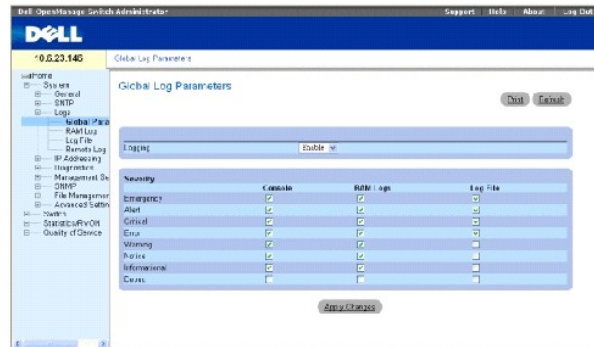 Dell OpenManage Switch Administrator
Support Help About Log Out
DELL
10.6.23.146
Global Log Parameters
Home
System
General
SNTP
Logs
Global Para
RAM Log
Log File
Remote Log
IP Addressing
Diagnostics
Management Se
SNMP
File Managemen
Advanced Settin
Switch
Statistics/RMON
Quality of Service
Global Log Parameters
Print Refresh
Logging Enable
Severity
Console RAM Logs Log File
Emergency
Alert
Critical
Error
Warning
Notice
Informational
Debug
Apply Changes